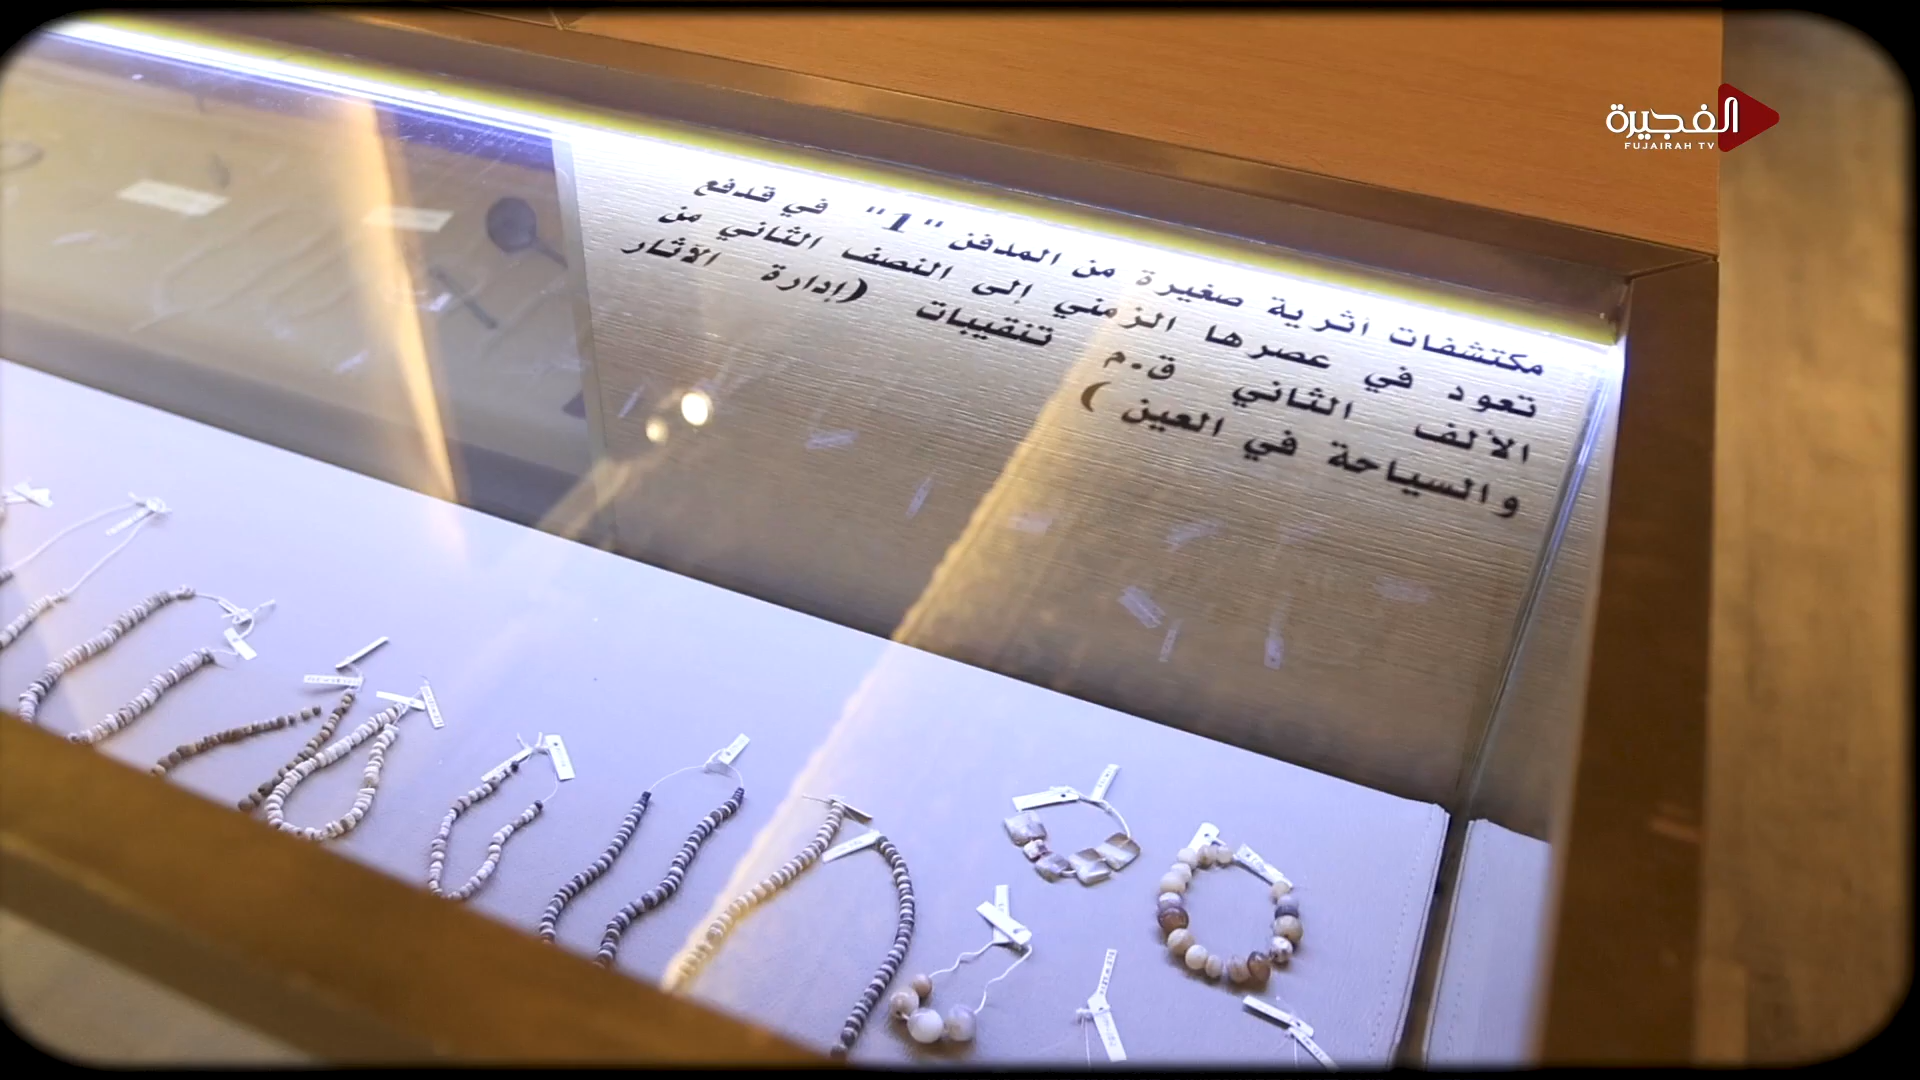 الفجيرة
FUJAIRAH TV
مكتشفات أثرية صغيرة من المدفن "1" في قدفع
تعود في عصرها الزمني إلى النصف الثاني من
الألف الثاني ق.م تنقيبات (إدارة الآثار
والسياحة في العين)